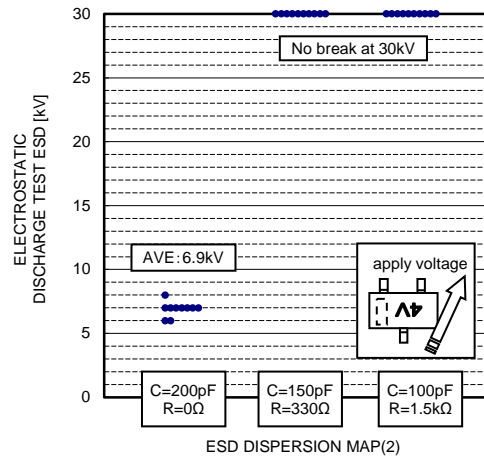 30
25
20
15
10
5
0
ELECTROSTATIC
DISCHARGE TEST ESD [kV]
No break at 30kV
AVE：6.9kV
apply voltage
4V
C=200pF
R=0Ω
C=150pF
R=330Ω
C=100pF
R=1.5kΩ
ESD DISPERSION MAP(2)